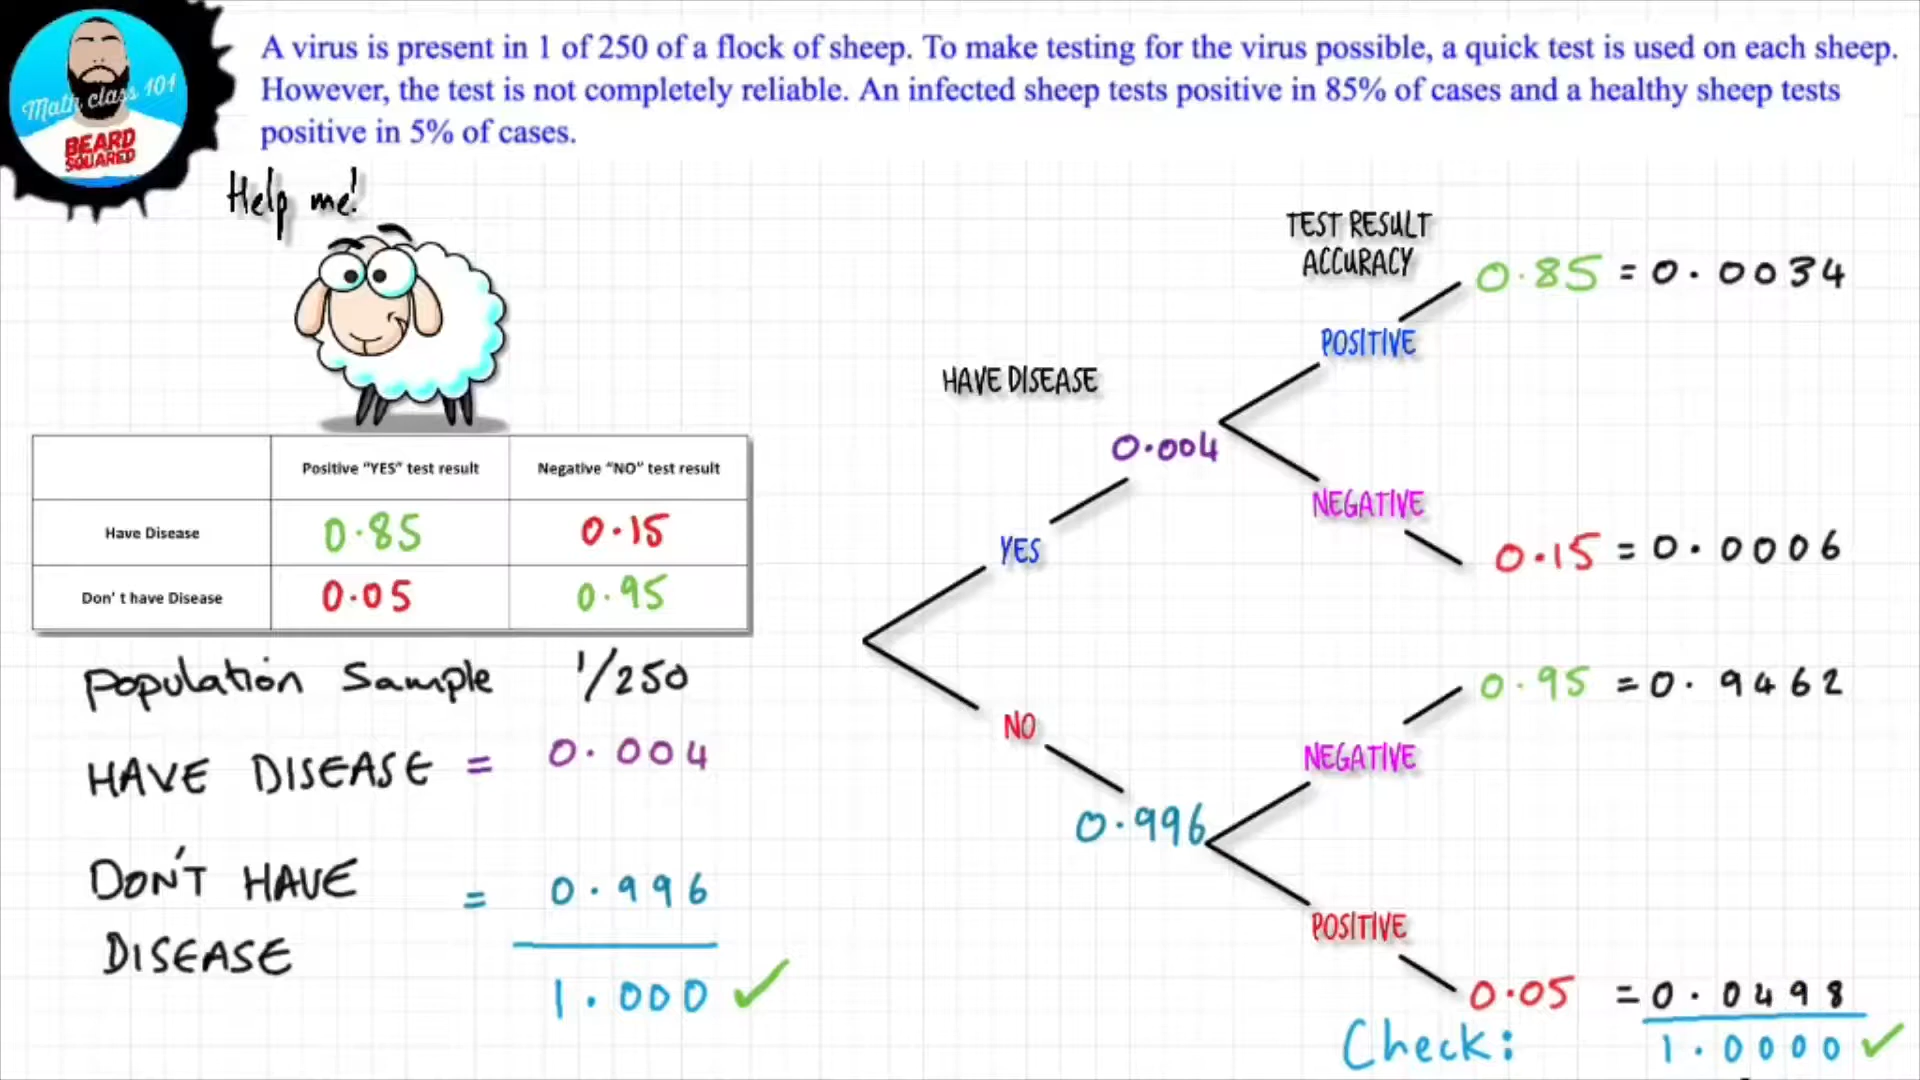 A virus is present in 1 of 250 of a flock of sheep. To make testing for the virus possible, a quick test is used on each sheep.
However, the test is not completely reliable. An infected sheep tests positive in 85% of cases and a healthy sheep tests
positive in 5% of cases.
Math class 101
BEARD
SQUARED
Help me!
Positive "YES" test result Negative "NO" test result
Have Disease 0.85 0.15
Don' t have Disease 0.05 0.95
Population Sample 1/250
HAVE DISEASE = 0.004
DON'T HAVE
DISEASE = 0.996
1.000 ✓
HAVE DISEASE
TEST RESULT
ACCURACY
YES 0.004
POSITIVE 0.85 = 0.0034
NEGATIVE 0.15 = 0.0006
NO 0.996
NEGATIVE 0.95 = 0.9462
POSITIVE 0.05 = 0.0498
Check: 1.0000 ✓